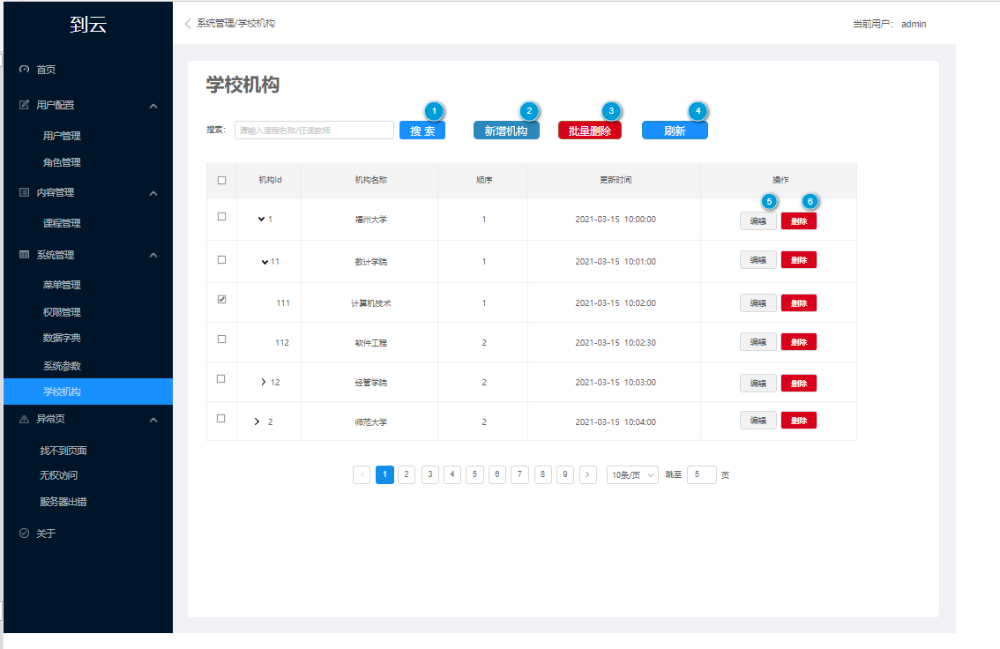 到云
系统管理/学校机构
当前用户： admin
首页
用户配置
用户管理
角色管理
内容管理
课程管理
系统管理
菜单管理
权限管理
数据字典
系统参数
学校机构
异常页
找不到页面
无权访问
服务器出错
关于
学校机构
1 2 3 4
搜索： 请输入课程名称/任课教师 搜 索 新增机构 批量删除 刷新
机构id 机构名称 顺序 更新时间 操作
5 6
1 福州大学 1 2021-03-15 10:00:00 编辑 删除
11 数计学院 1 2021-03-15 10:01:00 编辑 删除
111 计算机技术 1 2021-03-15 10:02:00 编辑 删除
112 软件工程 2 2021-03-15 10:02:30 编辑 删除
12 经管学院 2 2021-03-15 10:03:00 编辑 删除
2 师范大学 2 2021-03-15 10:04:00 编辑 删除
1 2 3 4 5 6 7 8 9 10条/页 跳至 5 页